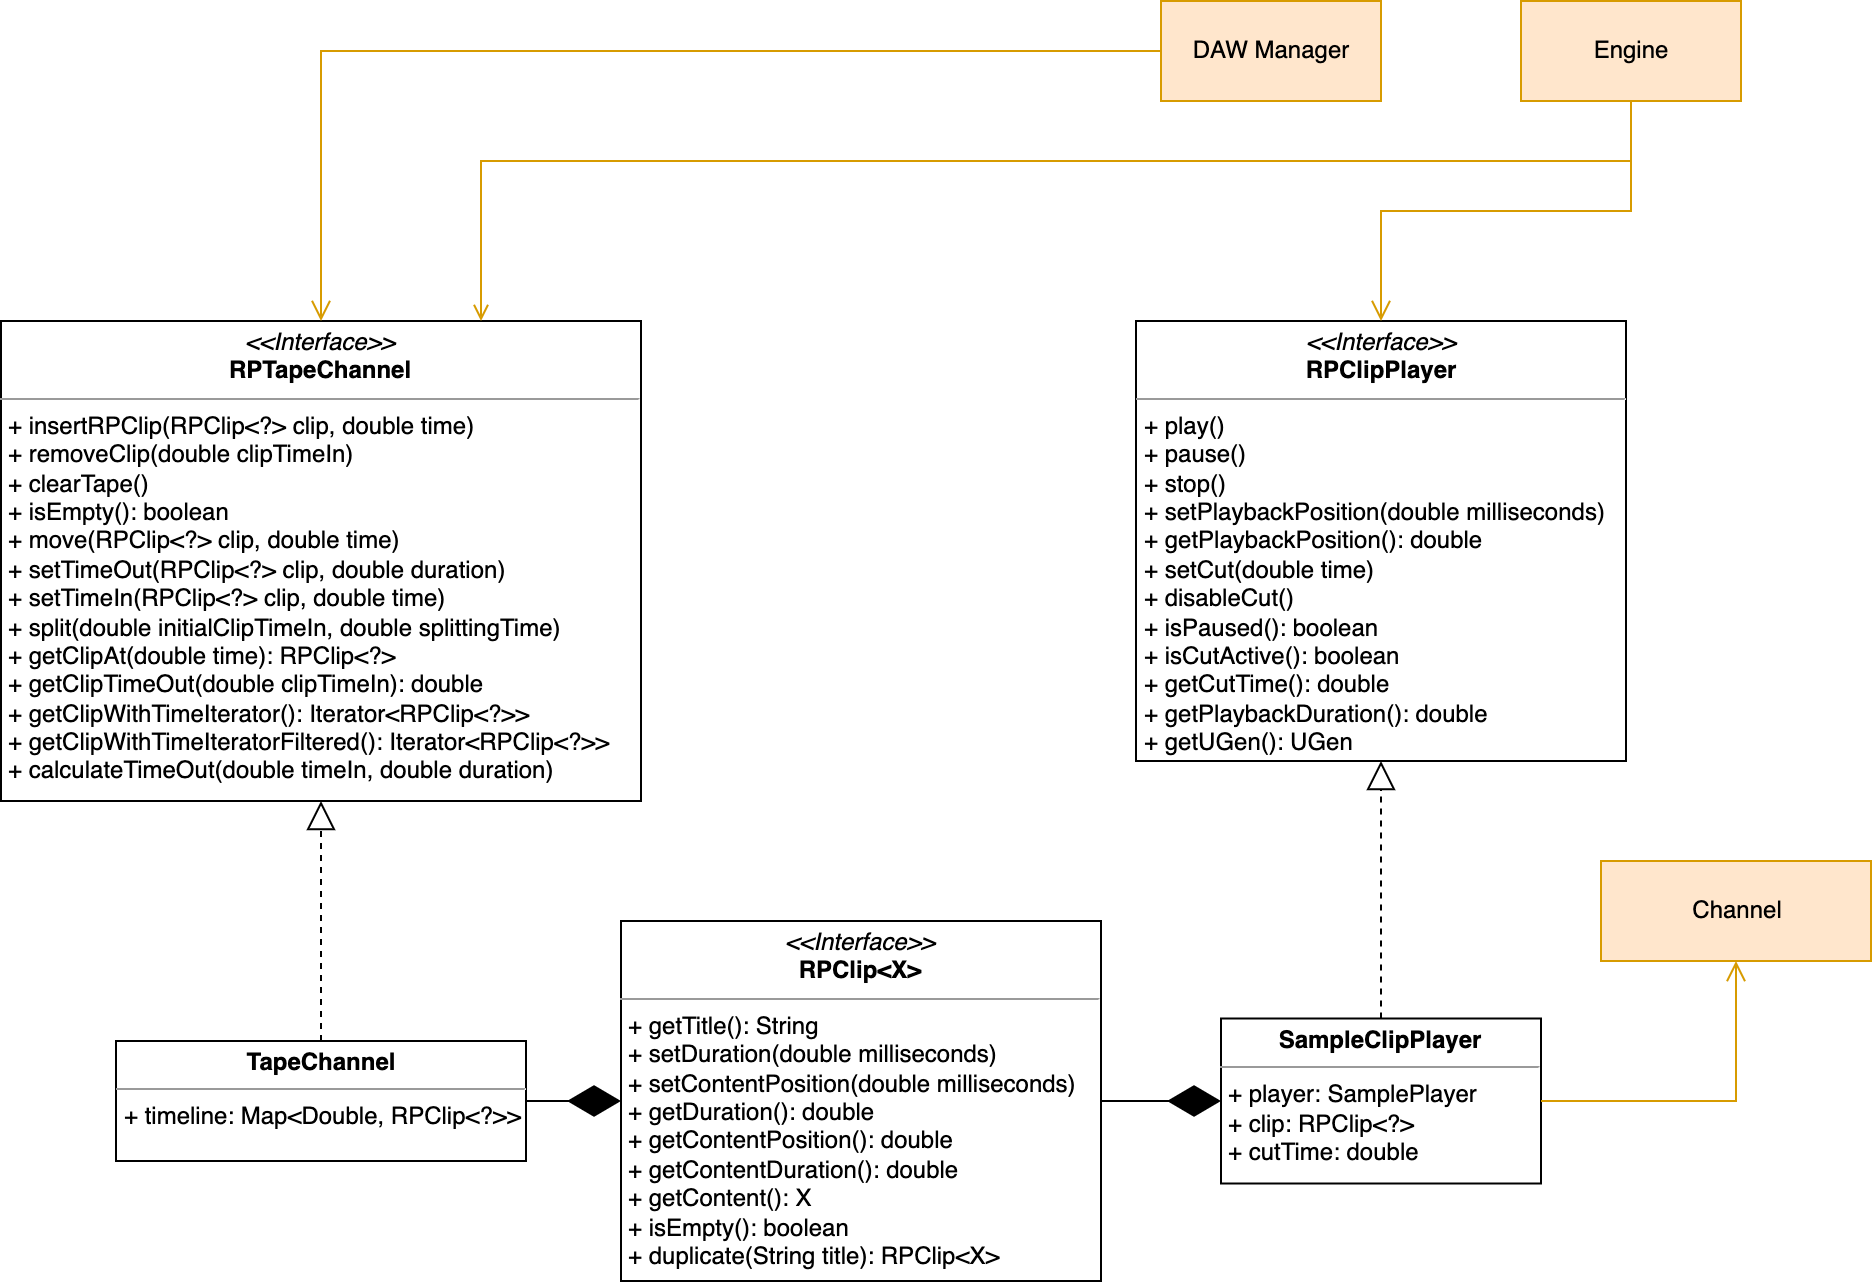 DAW Manager
Engine
<<Interface>>
RPTapeChannel
+ insertRPClip(RPClip<?> clip, double time)
+ removeClip(double clipTimeIn)
+ clearTape()
+ isEmpty(): boolean
+ move(RPClip<?> clip, double time)
+ setTimeOut(RPClip<?> clip, double duration)
+ setTimeIn(RPClip<?> clip, double time)
+ split(double initialClipTimeIn, double splittingTime)
+ getClipAt(double time): RPClip<?>
+ getClipTimeOut(double clipTimeIn): double
+ getClipWithTimeIterator(): Iterator<RPClip<?>>
+ getClipWithTimeIteratorFiltered(): Iterator<RPClip<?>>
+ calculateTimeOut(double timeIn, double duration)
<<Interface>>
RPClipPlayer
+ play()
+ pause()
+ stop()
+ setPlaybackPosition(double milliseconds)
+ getPlaybackPosition(): double
+ setCut(double time)
+ disableCut()
+ isPaused(): boolean
+ isCutActive(): boolean
+ getCutTime(): double
+ getPlaybackDuration(): double
+ getUGen(): UGen
Channel
TapeChannel
+ timeline: Map<Double, RPClip<?>>
<<Interface>>
RPClip<X>
+ getTitle(): String
+ setDuration(double milliseconds)
+ setContentPosition(double milliseconds)
+ getDuration(): double
+ getContentPosition(): double
+ getContentDuration(): double
+ getContent(): X
+ isEmpty(): boolean
+ duplicate(String title): RPClip<X>
SampleClipPlayer
+ player: SamplePlayer
+ clip: RPClip<?>
+ cutTime: double